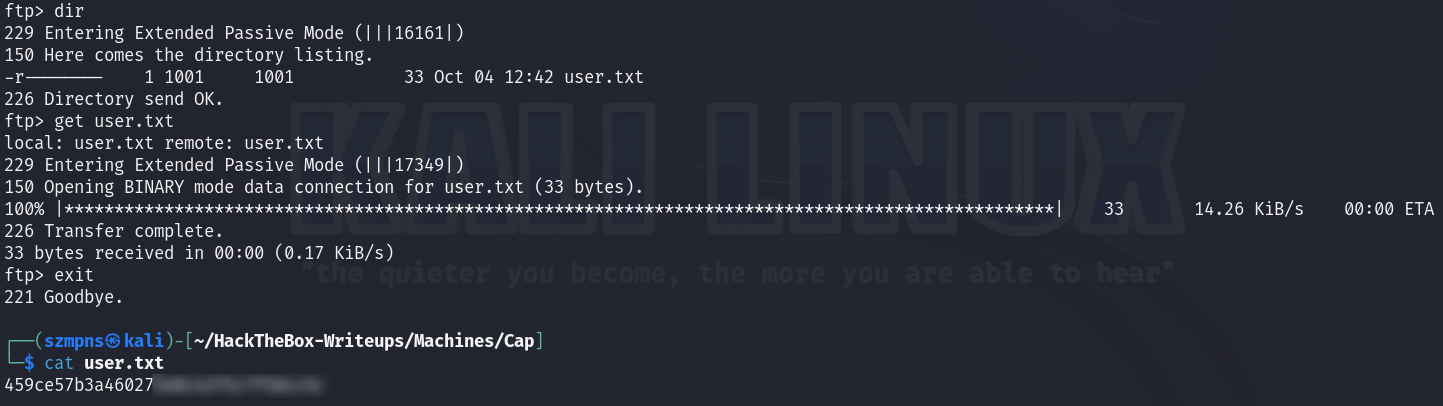 ftp> dir
229 Entering Extended Passive Mode (|||16161|)
150 Here comes the directory listing.
-r--------    1 1001     1001           33 Oct 04 12:42 user.txt
226 Directory send OK.
KALI LINUX
ftp> get user.txt
local: user.txt remote: user.txt
229 Entering Extended Passive Mode (|||17349|)
150 Opening BINARY mode data connection for user.txt (33 bytes).
100% |***************************************************************************************************|    33       14.26 KiB/s    00:00 ETA
226 Transfer complete.
33 bytes received in 00:00 (0.17 KiB/s)
ftp> exit
"the quieter you become, the more you are able to hear"
221 Goodbye.
┌──(szmpns㉿kali)-[~/HackTheBox-Writeups/Machines/Cap]
└─$ cat user.txt
459ce57b3a46027